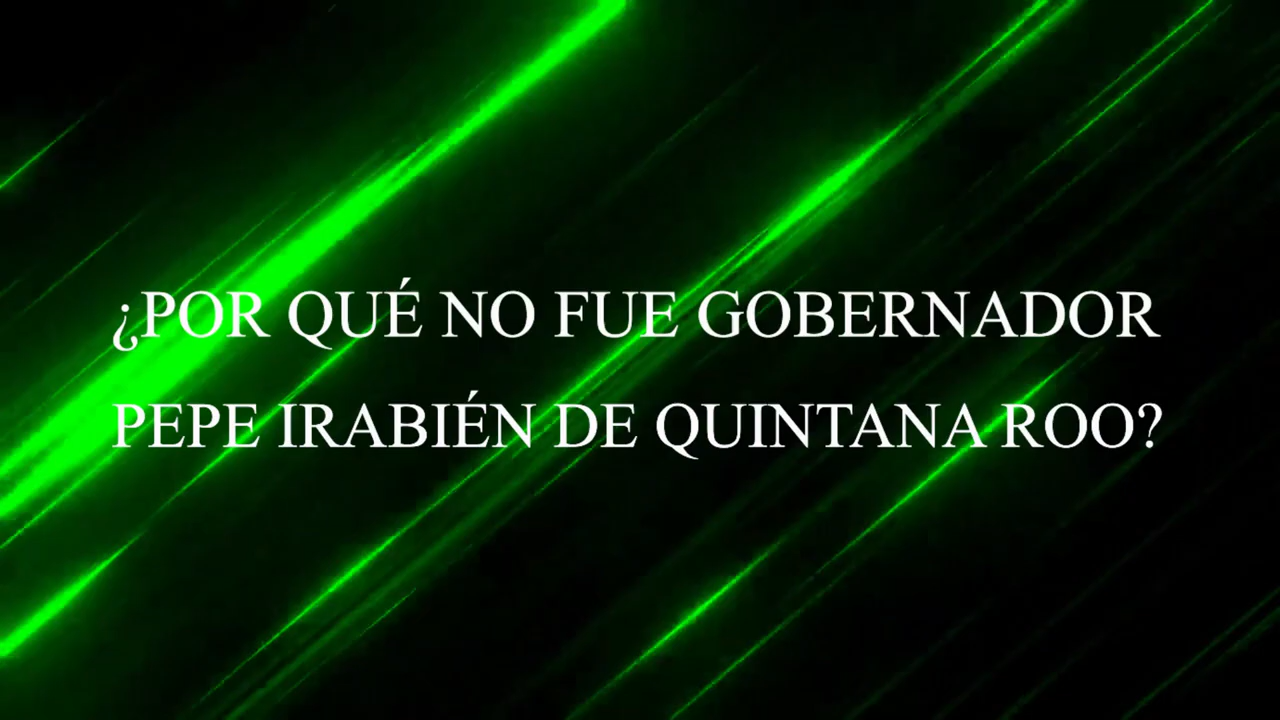 ¿POR QUÉ NO FUE GOBERNADOR
PEPE IRABIÉN DE QUINTANA ROO?